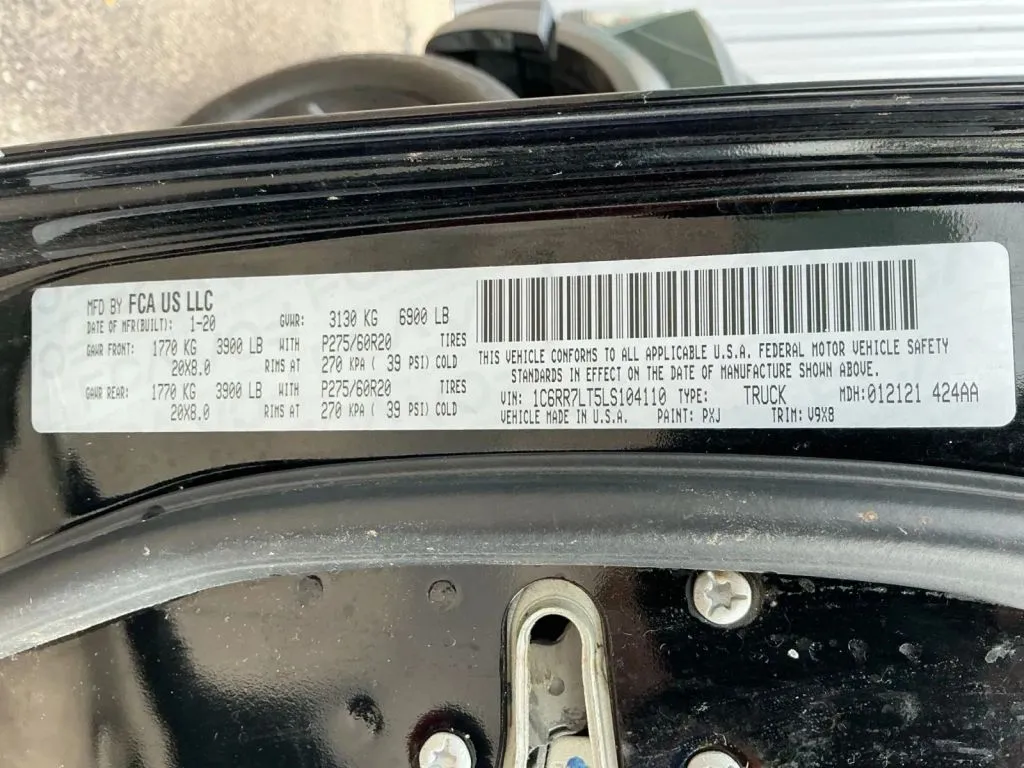 MFD BY FCA US LLC
DATE OF MFR(BUILT): 1-20 GVWR: 3130 KG 6900 LB
GAWR FRONT: 1770 KG 3900 LB WITH P275/60R20 TIRES
20X8.0 RIMS AT 270 KPA ( 39 PSI) COLD
GAWR REAR: 1770 KG 3900 LB WITH P275/60R20 TIRES
20X8.0 RIMS AT 270 KPA ( 39 PSI) COLD
THIS VEHICLE CONFORMS TO ALL APPLICABLE U.S.A. FEDERAL MOTOR VEHICLE SAFETY
STANDARDS IN EFFECT ON THE DATE OF MANUFACTURE SHOWN ABOVE.
VIN: 1C6RR7LT5LS104110 TYPE: TRUCK MDH:012121 424AA
VEHICLE MADE IN U.S.A. PAINT: PXJ TRIM: V9X8